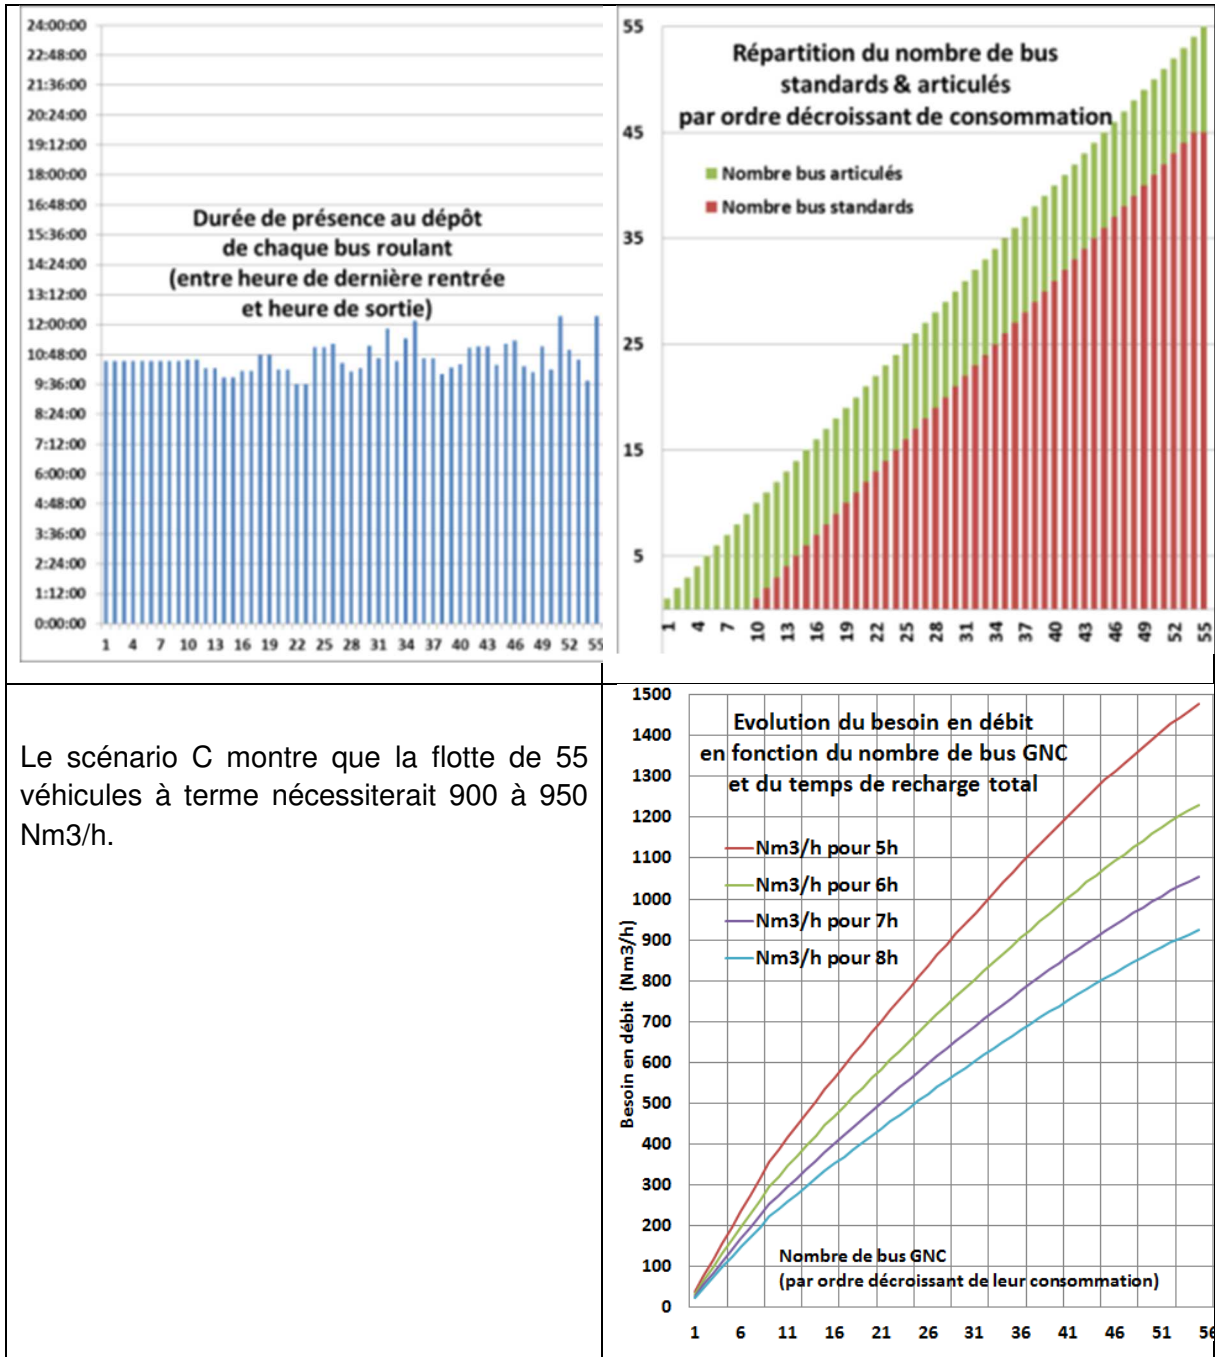 24:00:00
22:48:00
21:36:00
20:24:00
19:12:00
18:00:00
16:48:00
15:36:00
14:24:00
13:12:00
12:00:00
10:48:00
9:36:00
8:24:00
7:12:00
6:00:00
4:48:00
3:36:00
2:24:00
1:12:00
0:00:00
Durée de présence au dépôt
de chaque bus roulant
(entre heure de dernière rentrée
et heure de sortie)
1 4 7 10 13 16 19 22 25 28 31 34 37 40 43 46 49 52 55
55
45
35
25
15
5
Répartition du nombre de bus
standards & articulés
par ordre décroissant de consommation
Nombre bus articulés
Nombre bus standards
1 4 7 10 13 16 19 22 25 28 31 34 37 40 43 46 49 52 55
Le scénario C montre que la flotte de 55
véhicules à terme nécessiterait 900 à 950
Nm3/h.
1500
1400
1300
1200
1100
1000
900
800
700
600
500
400
300
200
100
0
Besoin en débit (Nm3/h)
Evolution du besoin en débit
en fonction du nombre de bus GNC
et du temps de recharge total
Nm3/h pour 5h
Nm3/h pour 6h
Nm3/h pour 7h
Nm3/h pour 8h
Nombre de bus GNC
(par ordre décroissant de leur consommation)
1 6 11 16 21 26 31 36 41 46 51 56